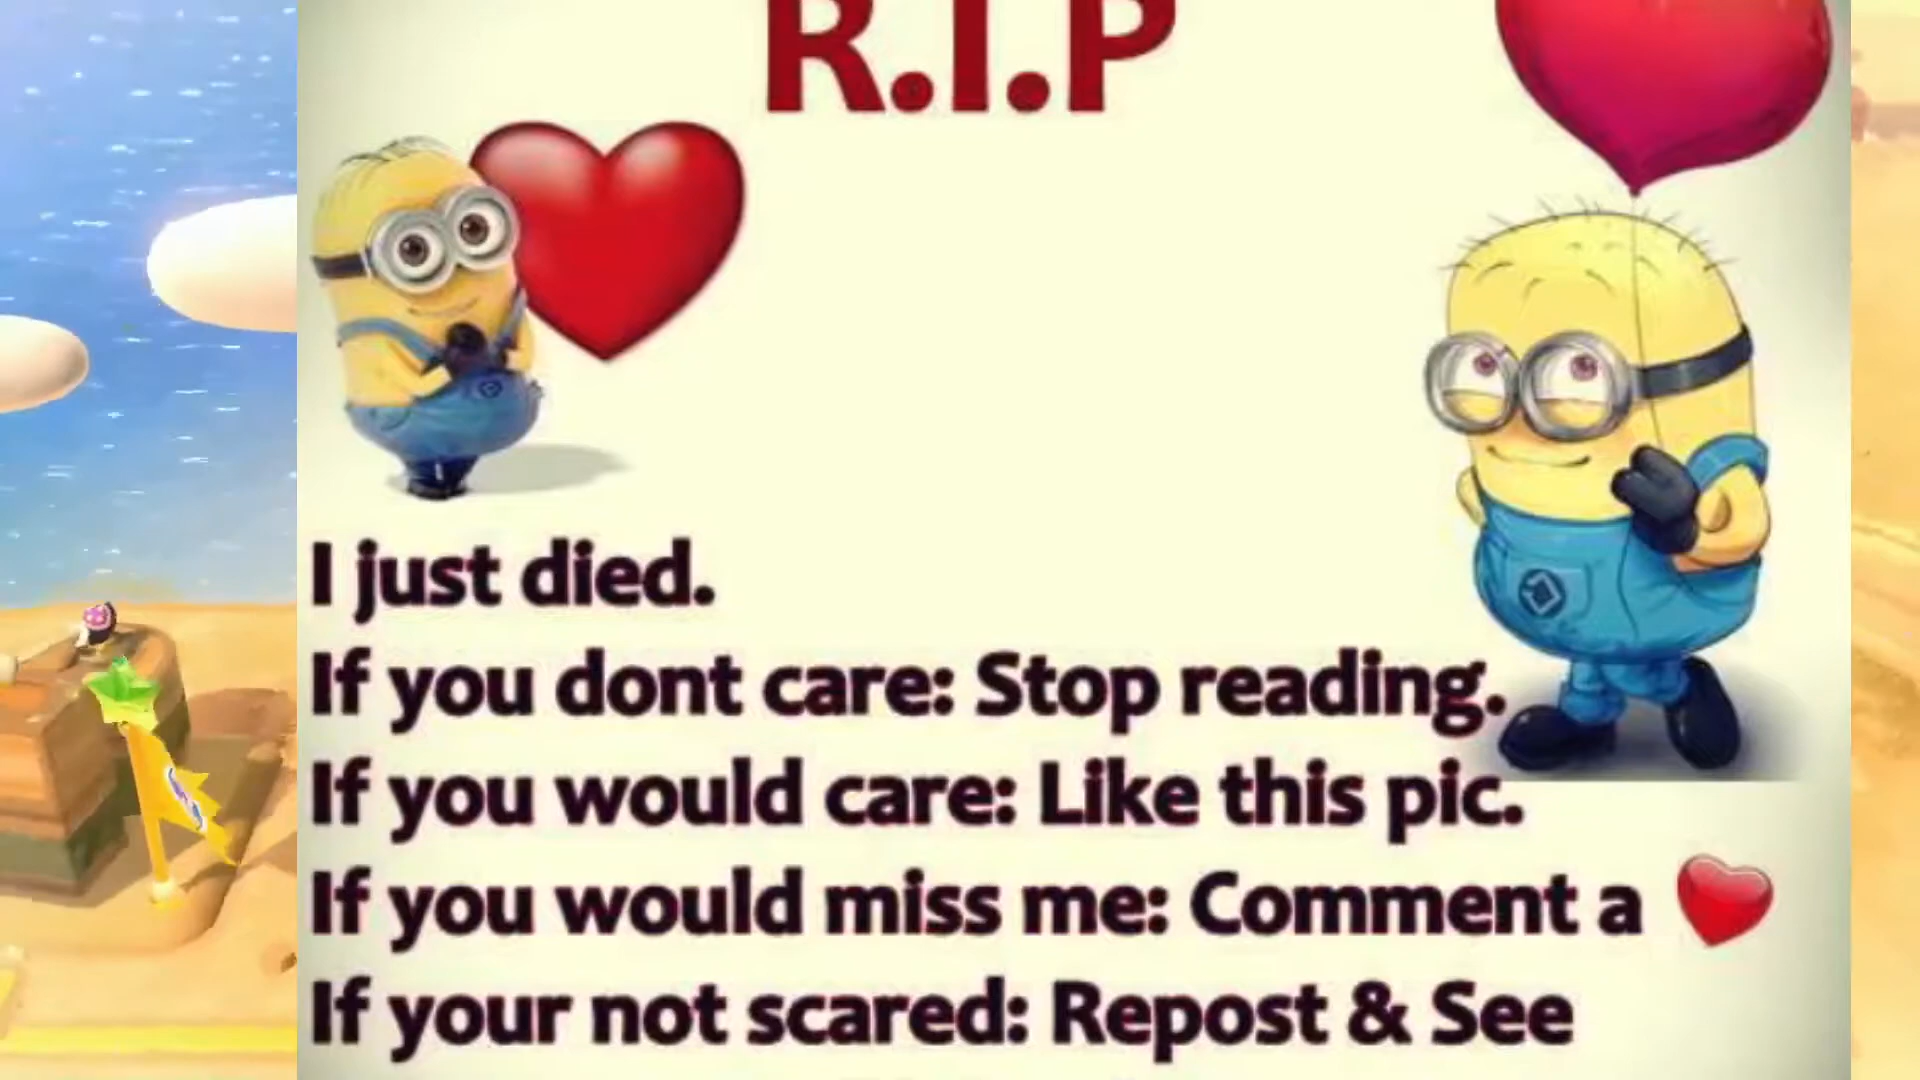 R.I.P
I just died.
If you dont care: Stop reading.
If you would care: Like this pic.
If you would miss me: Comment a ❤
If your not scared: Repost & See